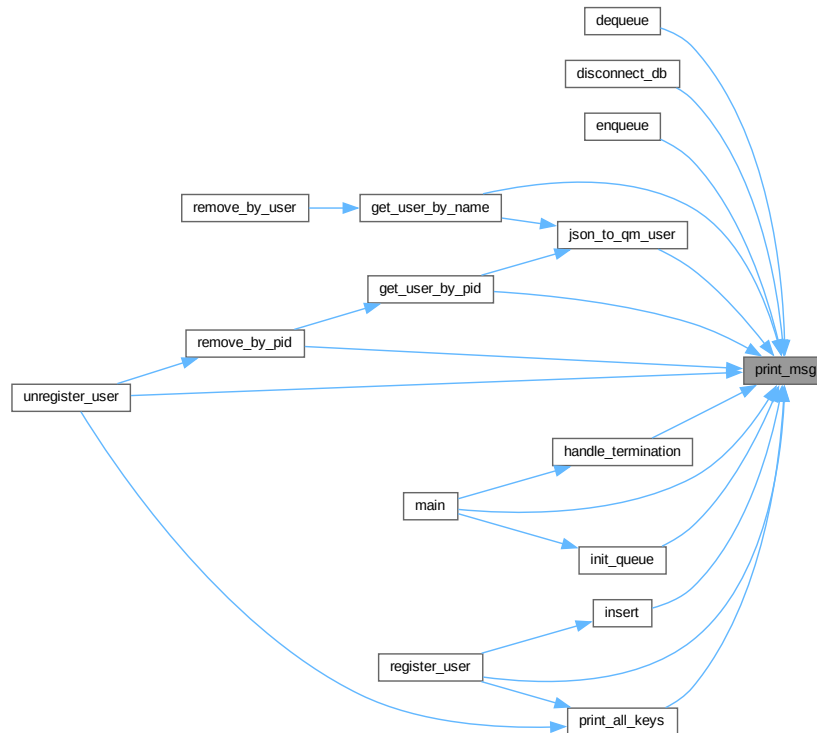 dequeue
disconnect_db
enqueue
remove_by_user
get_user_by_name
json_to_qm_user
get_user_by_pid
remove_by_pid
print_msg
unregister_user
handle_termination
main
init_queue
insert
register_user
print_all_keys